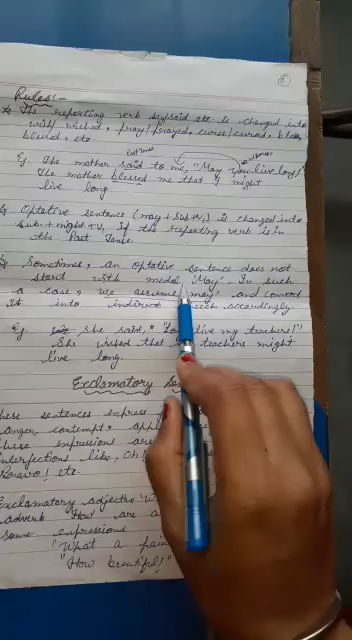 6
Rules!-
* The reporting verb say/said etc. is changed into
wish/wished, pray/prayed, curse/cursed, bless
blessed, etc
Eg The mother said to me, "May you live long!"
The mother blessed me that I might
live long.
Optative sentence (may + sub + V1) is changed into
Sub. + might + V1, If the reporting verb is in
the Past Tense.
Sometimes, an optative sentence does not
start with modal 'May'. In such
a case, we assume 'may' and convert
it into indirect speech accordingly.
Eg She said, "Long live my teachers!"
She wished that teachers might
live long.
Exclamatory
these sentences express
anger, contempt,
these expressions are
interjections like, Oh!
Bravo! etc.
Exclamatory adjective
adverb How are
some expressions
"What a
"How beautiful!"